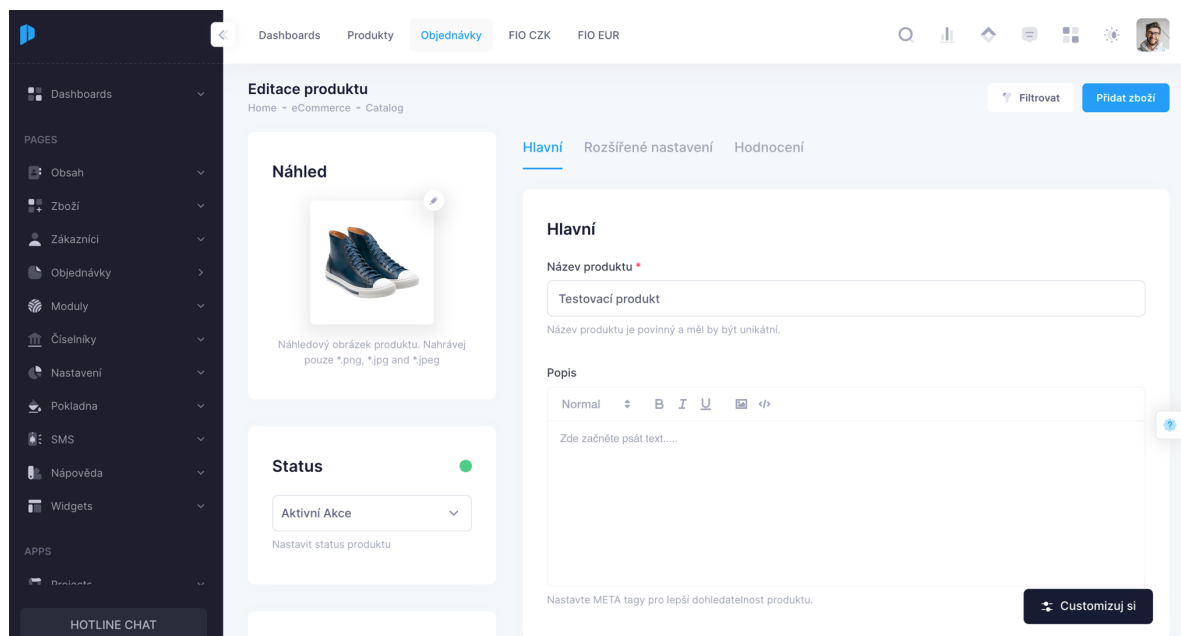 Dashboards Produkty Objednávky FIO CZK FIO EUR
Dashboards
PAGES
Obsah
Zboží
Zákazníci
Objednávky
Moduly
Číselníky
Nastavení
Pokladna
SMS
Nápověda
Widgets
APPS
Projects
HOTLINE CHAT
Editace produktu
Home - eCommerce - Catalog
Filtrovat
Přidat zboží
Náhled
Náhledový obrázek produktu. Nahrávej
pouze *.png, *.jpg and *.jpeg
Status
Aktivní Akce
Nastavit status produktu
Hlavní Rozšířené nastavení Hodnocení
Hlavní
Název produktu *
Testovací produkt
Název produktu je povinný a měl by být unikátní.
Popis
Normal B I U </>
Zde začněte psát text.....
Nastavte META tagy pro lepší dohledatelnost produktu.
Customizuj si